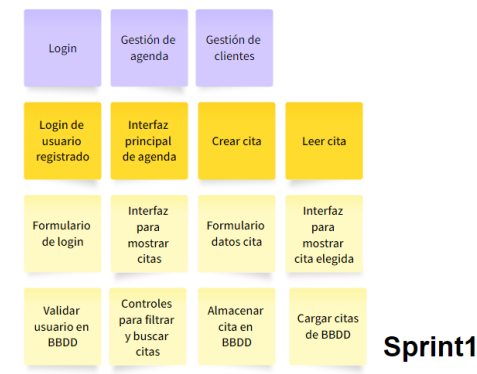 Login
Gestión de
agenda
Gestión de
clientes
Login de
usuario
registrado
Interfaz
principal
de agenda
Crear cita
Leer cita
Formulario
de login
Interfaz
para
mostrar
citas
Formulario
datos cita
Interfaz
para
mostrar
cita elegida
Validar
usuario en
BBDD
Controles
para filtrar
y buscar
citas
Almacenar
cita en
BBDD
Cargar citas
de BBDD
Sprint1